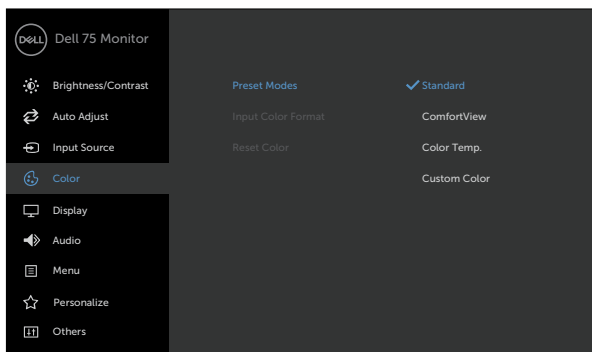 DELL Dell 75 Monitor
Brightness/Contrast Preset Modes Standard
Auto Adjust Input Color Format ComfortView
Input Source Reset Color Color Temp.
Color Custom Color
Display
Audio
Menu
Personalize
Others